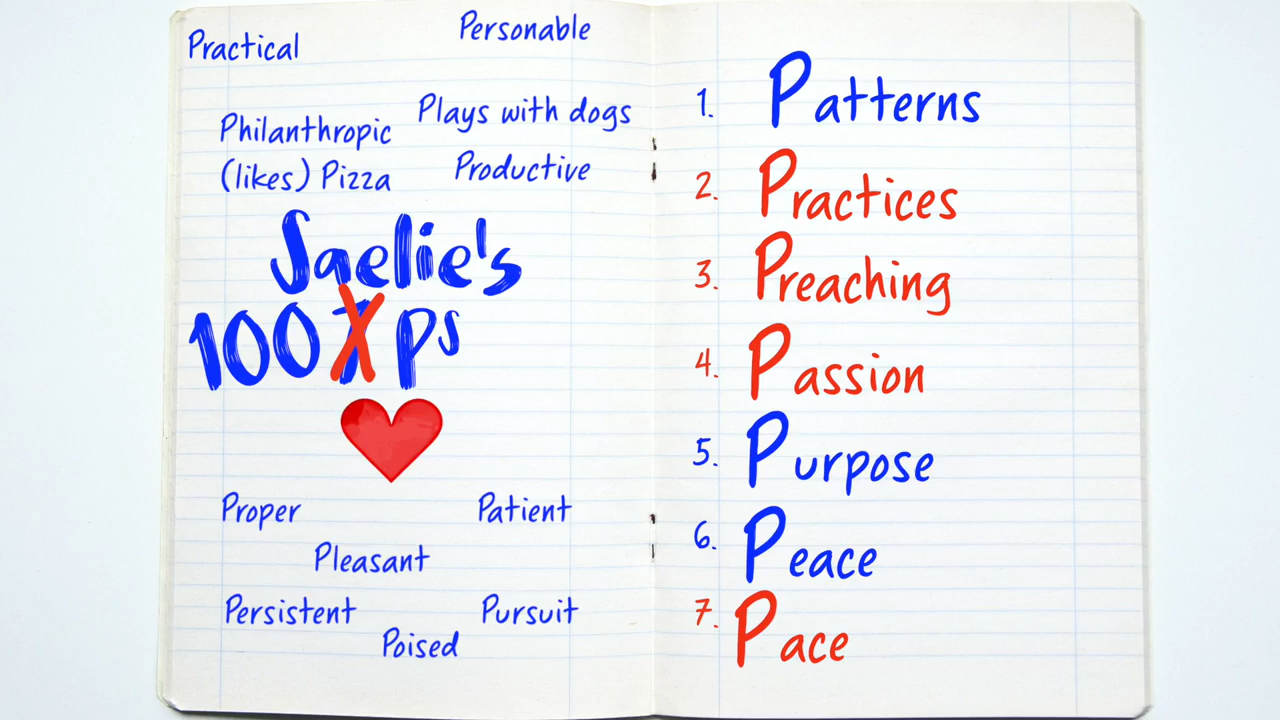 Practical
Personable
Philanthropic
Plays with dogs
(likes) Pizza
Productive
Jaelie's
100 X Ps
Proper
Patient
Pleasant
Persistent
Pursuit
Poised
1. Patterns
2. Practices
3. Preaching
4. Passion
5. Purpose
6. Peace
7. Pace